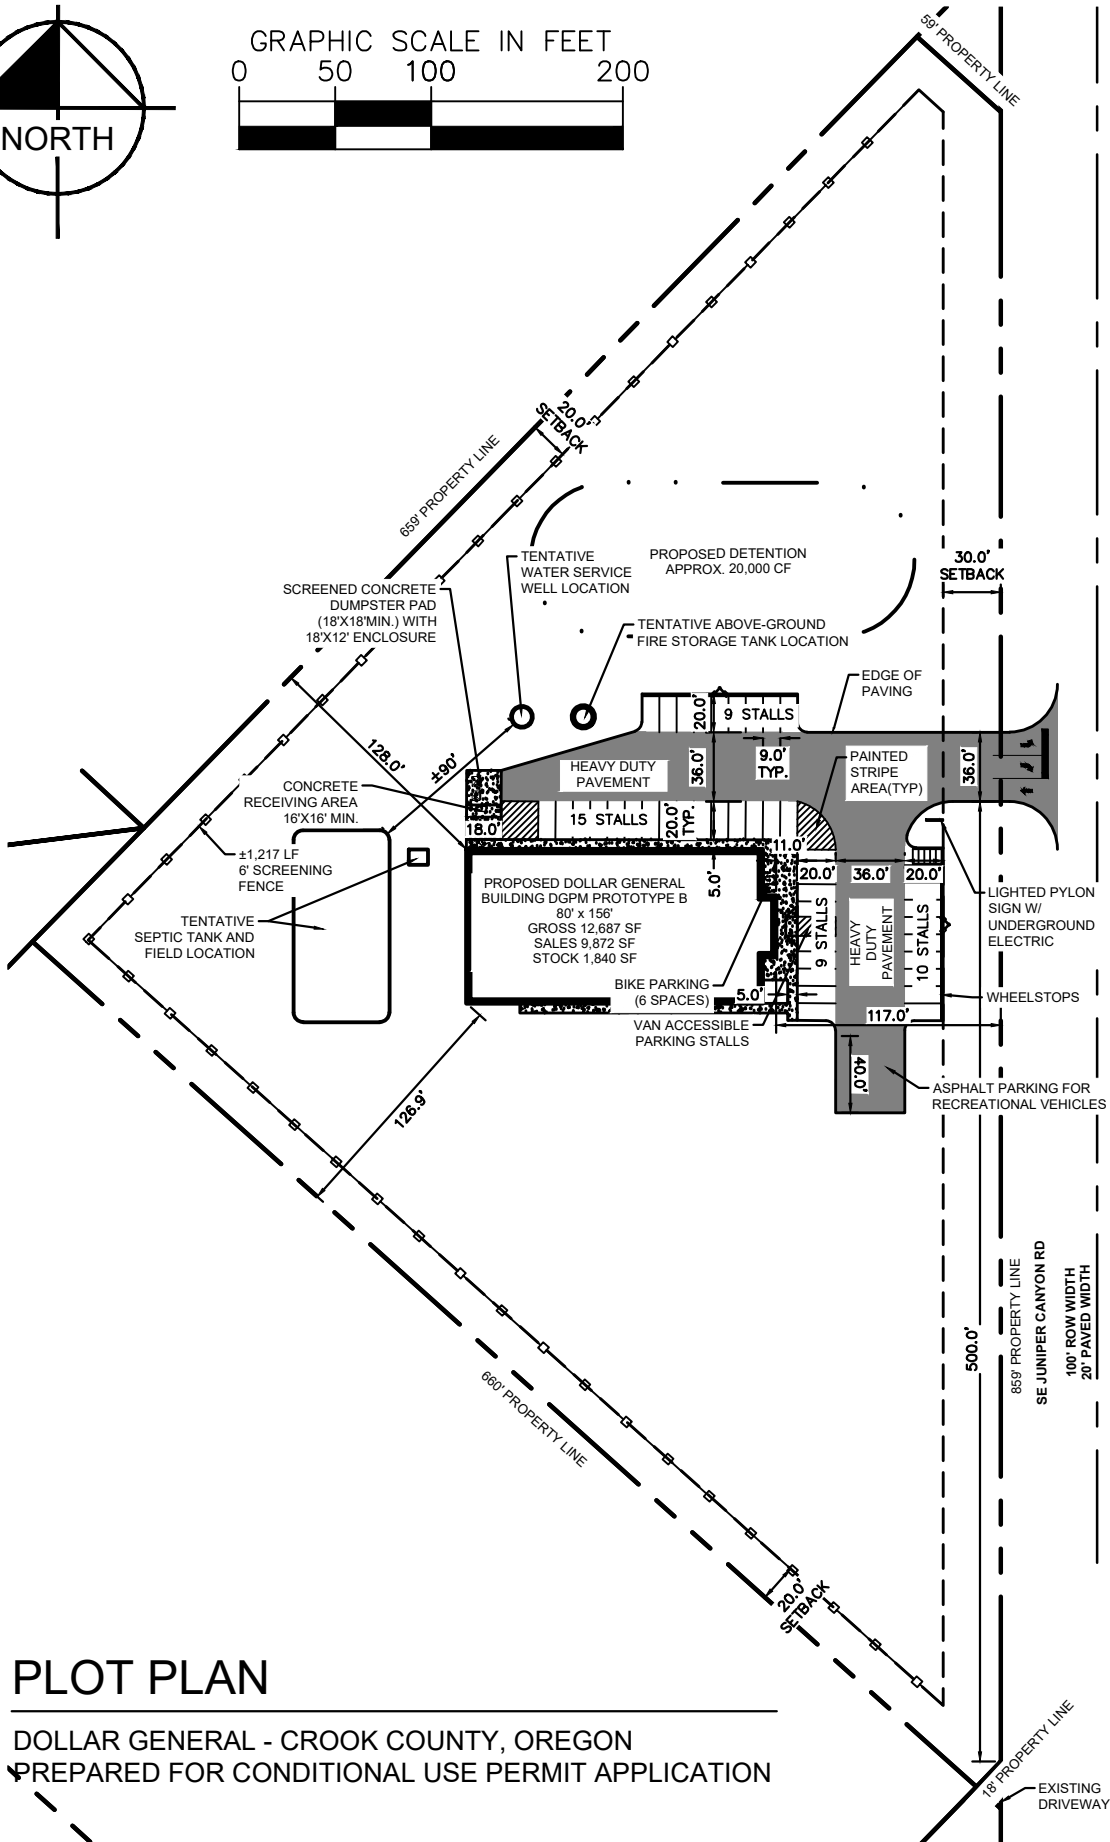 GRAPHIC SCALE IN FEET
0 50 100 200
NORTH
59' PROPERTY LINE
20.0'
SETBACK
659' PROPERTY LINE
TENTATIVE
WATER SERVICE
WELL LOCATION
PROPOSED DETENTION
APPROX. 20,000 CF
30.0'
SETBACK
SCREENED CONCRETE
DUMPSTER PAD
(18'X18'MIN.) WITH
18'X12' ENCLOSURE
TENTATIVE ABOVE-GROUND
FIRE STORAGE TANK LOCATION
EDGE OF
PAVING
20.0'
9 STALLS
128.0'
±90'
HEAVY DUTY
PAVEMENT
36.0'
9.0'
TYP.
PAINTED
STRIPE
AREA(TYP)
36.0'
CONCRETE
RECEIVING AREA
16'X16' MIN.
18.0'
15 STALLS
20.0'
TYP.
11.0'
±1,217 LF
6' SCREENING
FENCE
5.0'
20.0'
36.0'
20.0'
PROPOSED DOLLAR GENERAL
BUILDING DGPM PROTOTYPE B
80' x 156'
GROSS 12,687 SF
SALES 9,872 SF
STOCK 1,840 SF
9 STALLS
HEAVY
DUTY
PAVEMENT
10 STALLS
LIGHTED PYLON
SIGN W/
UNDERGROUND
ELECTRIC
TENTATIVE
SEPTIC TANK AND
FIELD LOCATION
BIKE PARKING
(6 SPACES)
5.0'
WHEELSTOPS
VAN ACCESSIBLE
PARKING STALLS
117.0'
40.0'
ASPHALT PARKING FOR
RECREATIONAL VEHICLES
126.9'
500.0'
859' PROPERTY LINE
SE JUNIPER CANYON RD
100' ROW WIDTH
20' PAVED WIDTH
660' PROPERTY LINE
20.0'
SETBACK
PLOT PLAN
DOLLAR GENERAL - CROOK COUNTY, OREGON
PREPARED FOR CONDITIONAL USE PERMIT APPLICATION
18' PROPERTY LINE
EXISTING
DRIVEWAY